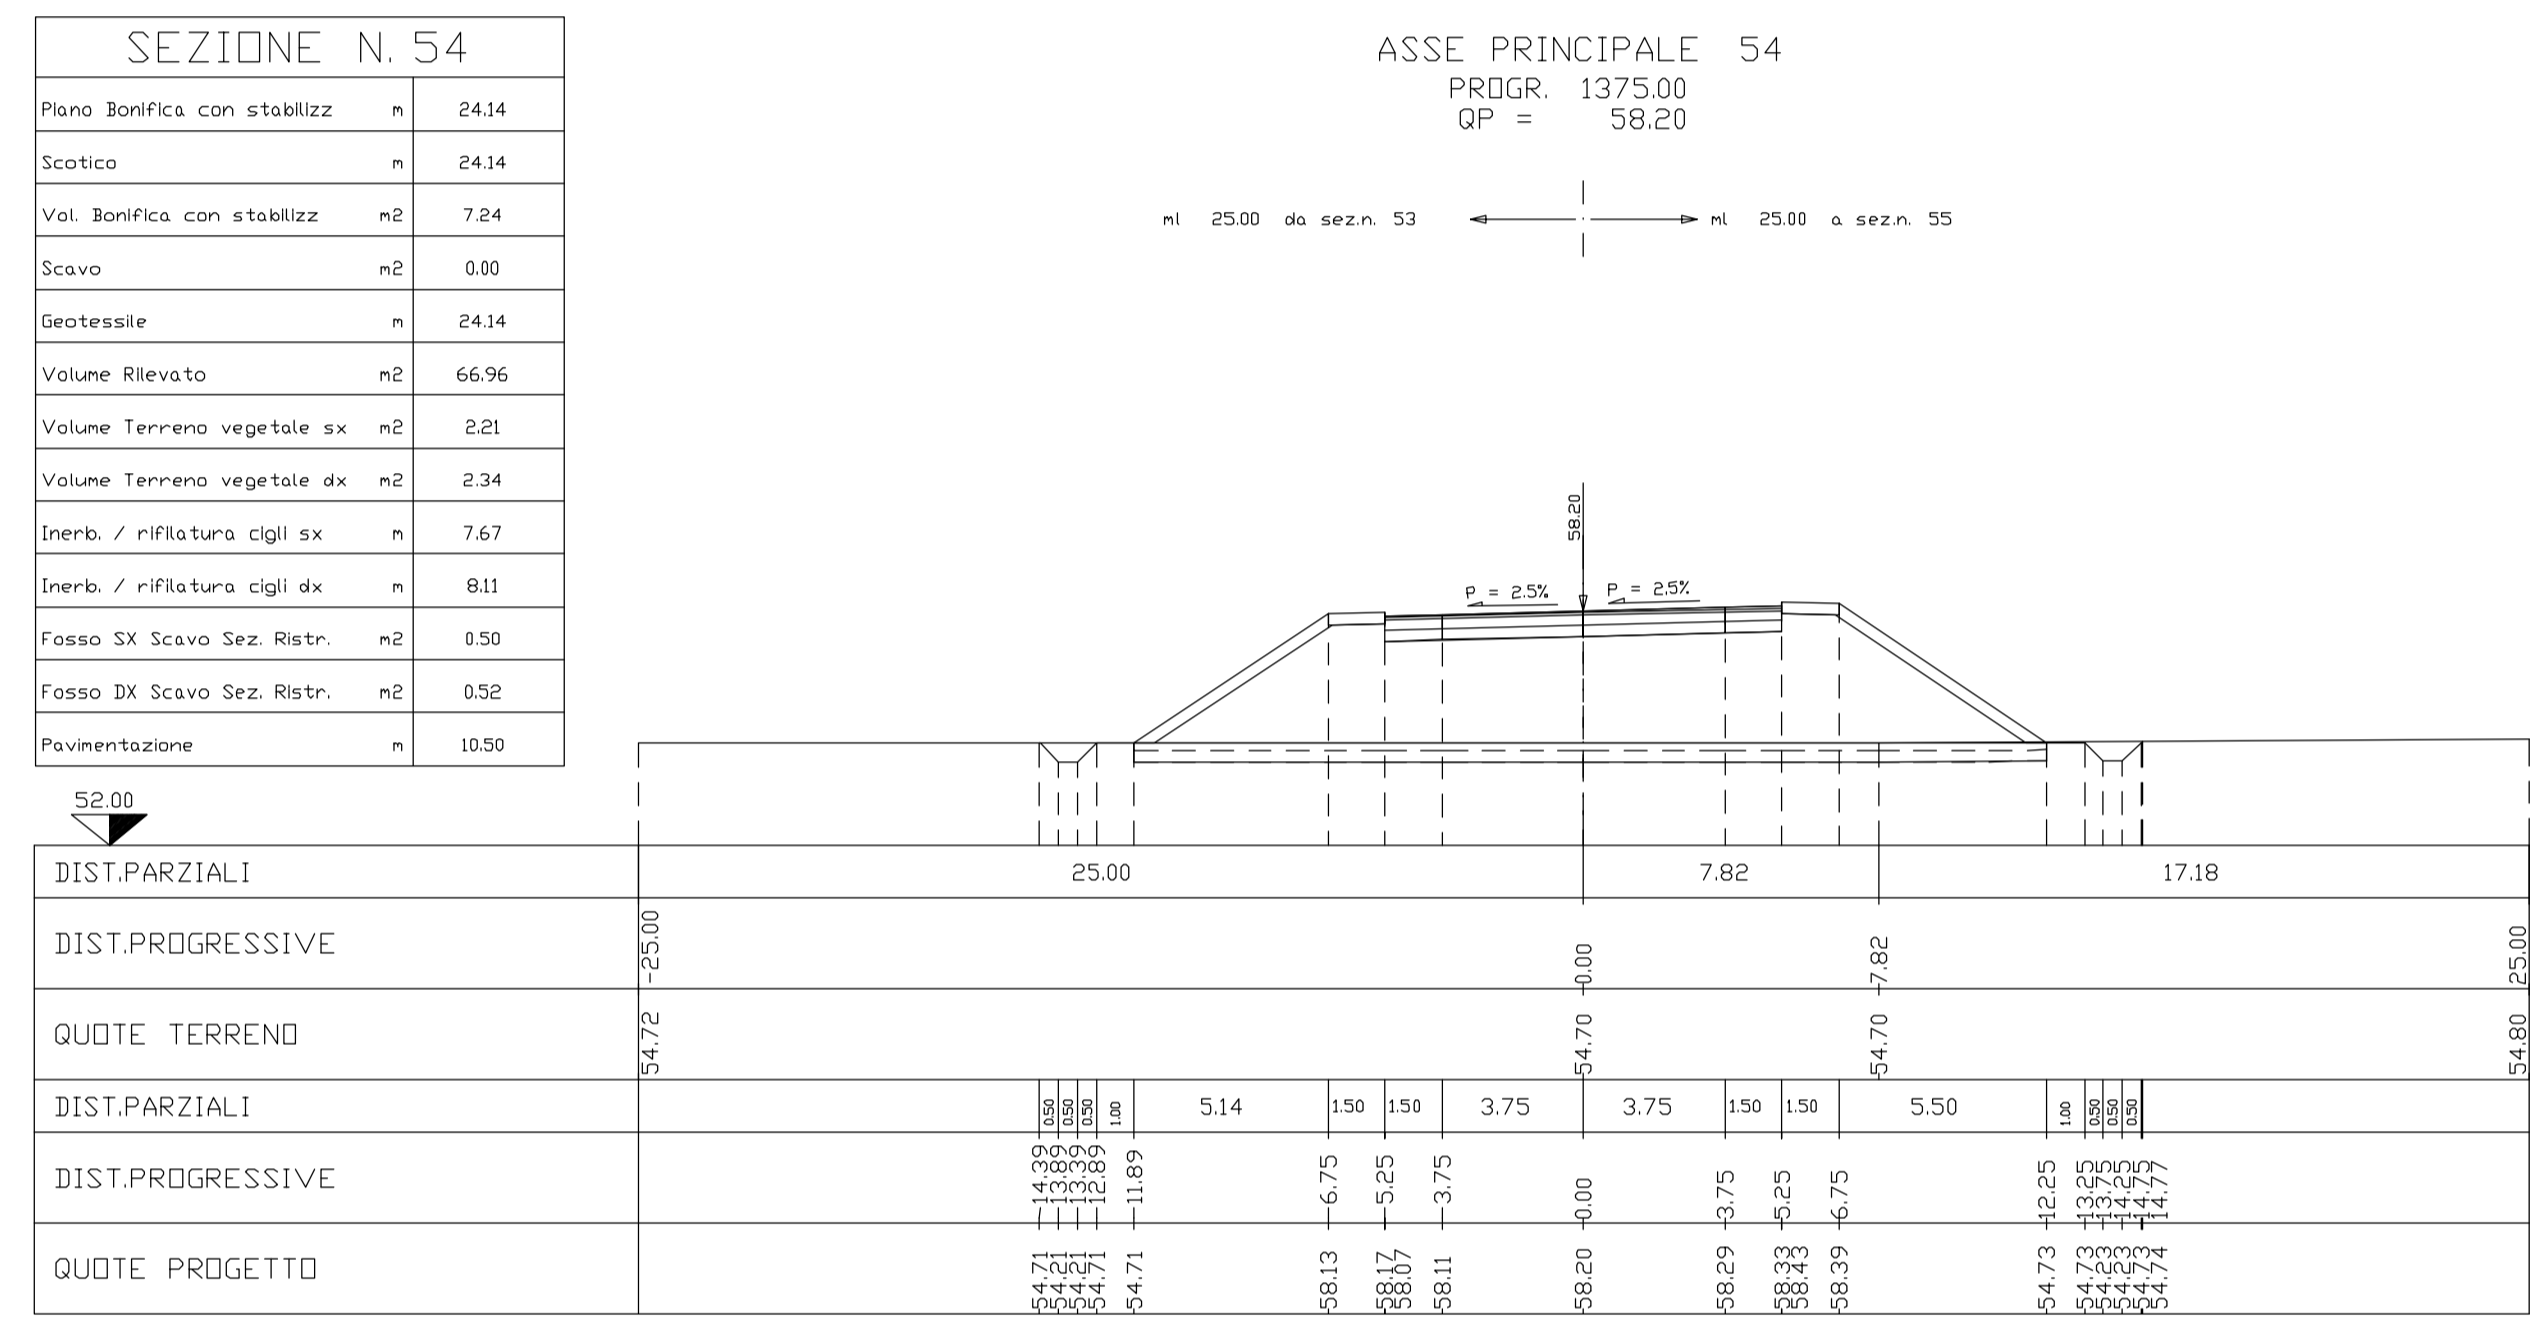 SEZIONE N. 54
Piano Bonifica con stabilizz m 24.14
Scotico m 24.14
Vol. Bonifica con stabilizz m2 7.24
Scavo m2 0.00
Geotessile m 24.14
Volume Rilevato m2 66.96
Volume Terreno vegetale sx m2 2.21
Volume Terreno vegetale dx m2 2.34
Inerb. / rifilatura cigli sx m 7.67
Inerb. / rifilatura cigli dx m 8.11
Fosso SX Scavo Sez. Ristr. m2 0.50
Fosso DX Scavo Sez. Ristr. m2 0.52
Pavimentazione m 10.50
ASSE PRINCIPALE 54
PROGR. 1375.00
QP = 58.20
ml 25.00 da sez.n. 53
ml 25.00 a sez.n. 55
58.20
P = 2.5% P = 2.5%
52.00
DIST.PARZIALI 25.00 7.82 17.18
DIST.PROGRESSIVE -25.00 0.00 7.82 25.00
QUOTE TERRENO 54.72 54.70 54.70 54.80
DIST.PARZIALI 0.50 0.50 0.50 1.00 5.14 1.50 1.50 3.75 3.75 1.50 1.50 5.50 1.00 0.50 0.50 0.50
DIST.PROGRESSIVE -14.39 -13.89 -13.39 -12.89 -11.89 -6.75 -5.25 -3.75 0.00 3.75 5.25 6.75 12.25 13.25 13.75 14.25 14.75 14.77
QUOTE PROGETTO 54.71 54.21 54.21 54.71 54.71 58.13 58.17 58.07 58.11 58.20 58.29 58.33 58.43 58.39 54.73 54.73 54.23 54.23 54.73 54.74